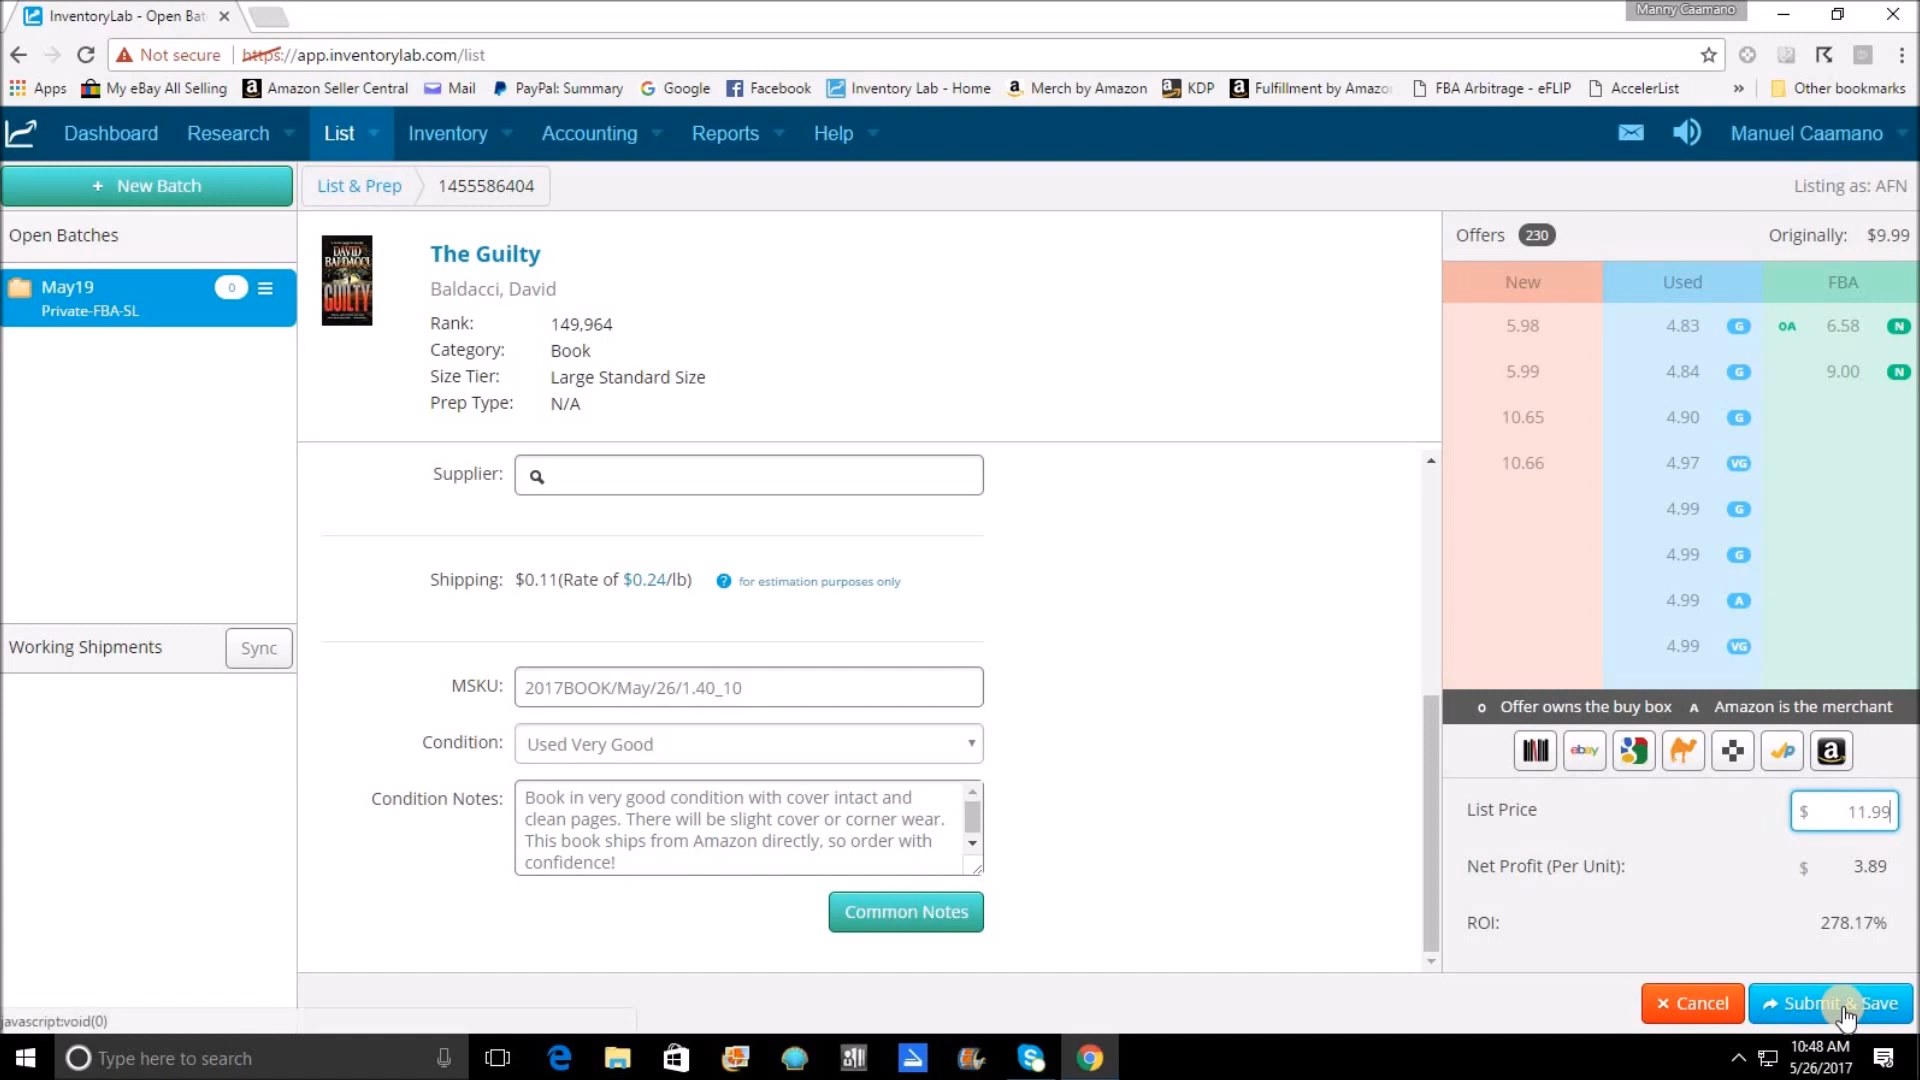 InventoryLab - Open Bat
Manny Caamano
Not secure
https://app.inventorylab.com/list
Apps
My eBay All Selling
Amazon Seller Central
Mail
PayPal: Summary
Google
Facebook
Inventory Lab - Home
Merch by Amazon
KDP
Fulfillment by Amazo
FBA Arbitrage - eFLIP
AccelerList
»
Other bookmarks
Dashboard
Research
List
Inventory
Accounting
Reports
Help
Manuel Caamano
+ New Batch
List & Prep
1455586404
Listing as: AFN
Open Batches
May19
0
Private-FBA-SL
Working Shipments
Sync
DAVID
BALDACCI
GUILTY
The Guilty
Baldacci, David
Rank: 149,964
Category: Book
Size Tier: Large Standard Size
Prep Type: N/A
Supplier:
Shipping: $0.11(Rate of $0.24/lb) ? for estimation purposes only
MSKU: 2017BOOK/May/26/1.40_10
Condition: Used Very Good
Condition Notes:
Book in very good condition with cover intact and
clean pages. There will be slight cover or corner wear.
This book ships from Amazon directly, so order with
confidence!
Common Notes
Offers 230
Originally: $9.99
New Used FBA
5.98 4.83 G OA 6.58 N
5.99 4.84 G 9.00 N
10.65 4.90 G
10.66 4.97 VG
4.99 G
4.99 G
4.99 A
4.99 VG
O Offer owns the buy box A Amazon is the merchant
ebay
a
List Price $ 11.99
Net Profit (Per Unit): $ 3.89
ROI: 278.17%
Cancel
Submit & Save
javascript:void(0)
Type here to search
10:48 AM
5/26/2017